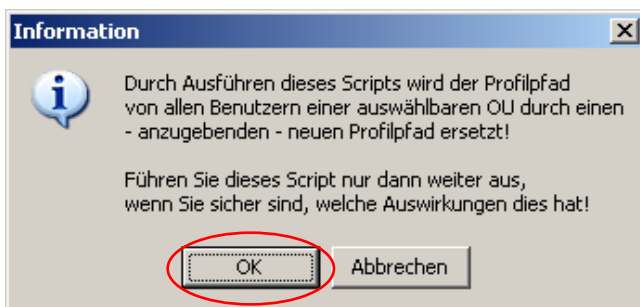 Information
Durch Ausführen dieses Scripts wird der Profilpfad
von allen Benutzern einer auswählbaren OU durch einen
- anzugebenden - neuen Profilpfad ersetzt!
Führen Sie dieses Script nur dann weiter aus,
wenn Sie sicher sind, welche Auswirkungen dies hat!
OK
Abbrechen